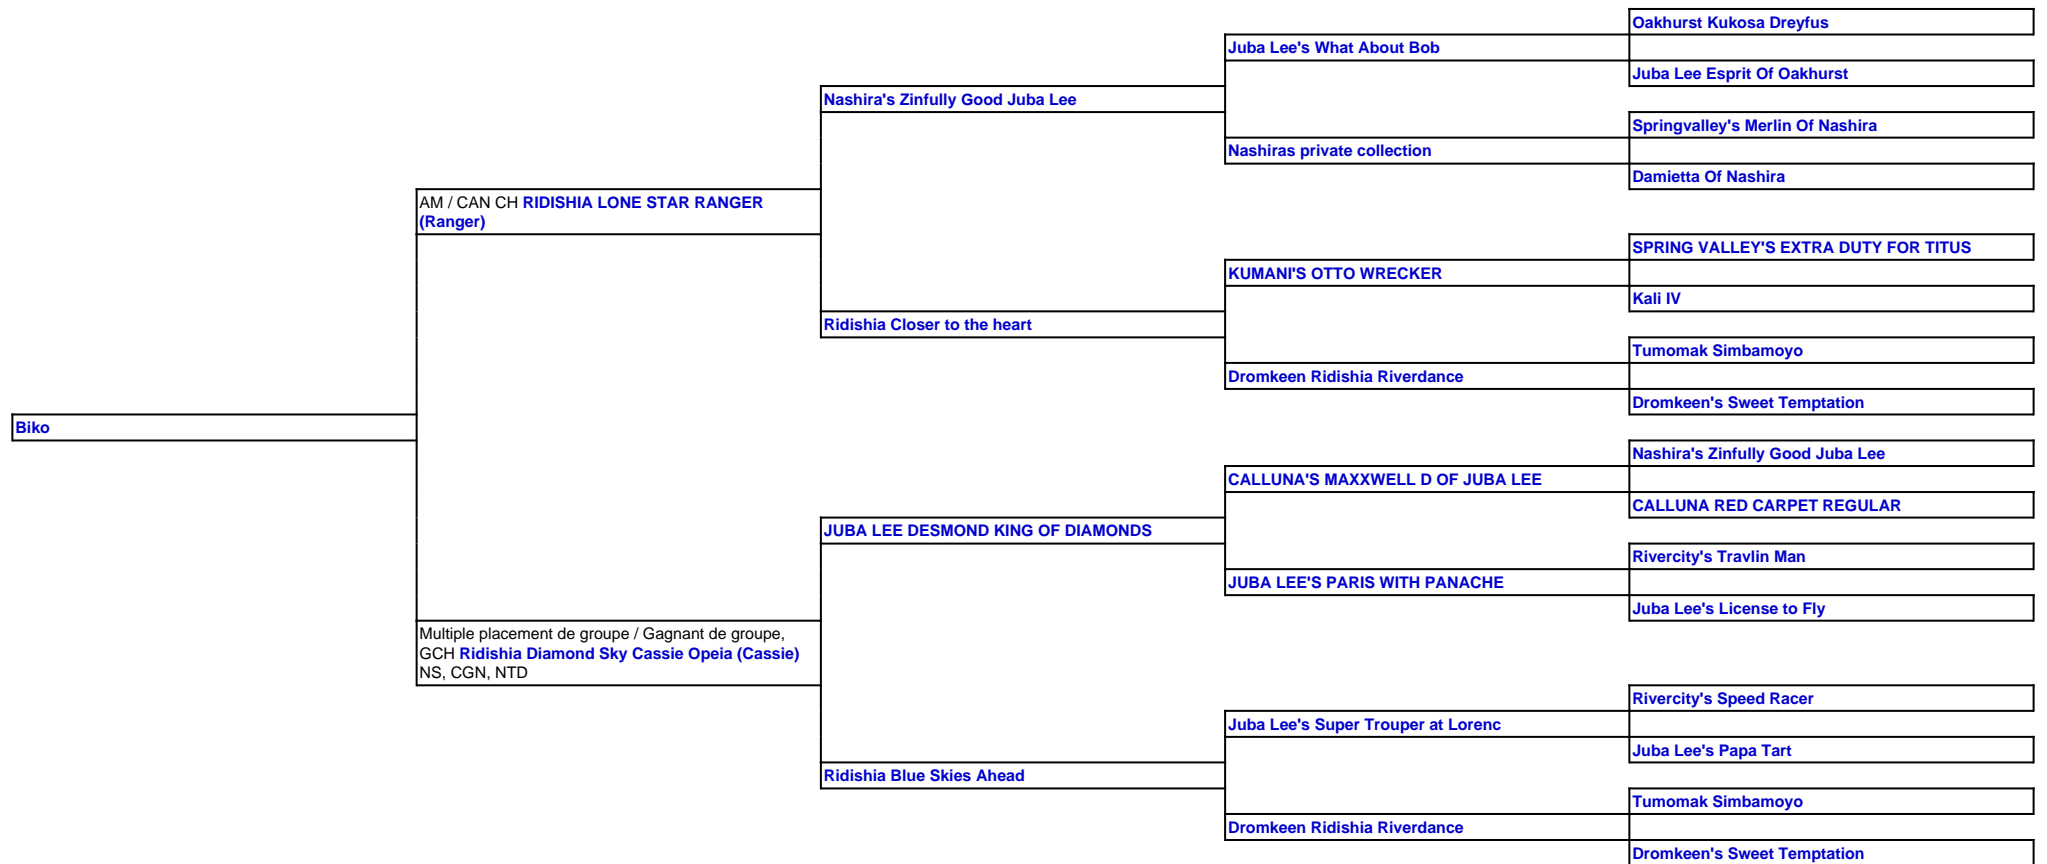 Oakhurst Kukosa Dreyfus
Juba Lee's What About Bob
Juba Lee Esprit Of Oakhurst
Nashira's Zinfully Good Juba Lee
Springvalley's Merlin Of Nashira
Nashiras private collection
Damietta Of Nashira
AM / CAN CH RIDISHIA LONE STAR RANGER
(Ranger)
SPRING VALLEY'S EXTRA DUTY FOR TITUS
KUMANI'S OTTO WRECKER
Kali IV
Ridishia Closer to the heart
Tumomak Simbamoyo
Dromkeen Ridishia Riverdance
Dromkeen's Sweet Temptation
Biko
Nashira's Zinfully Good Juba Lee
CALLUNA'S MAXXWELL D OF JUBA LEE
CALLUNA RED CARPET REGULAR
JUBA LEE DESMOND KING OF DIAMONDS
Rivercity's Travlin Man
JUBA LEE'S PARIS WITH PANACHE
Juba Lee's License to Fly
Multiple placement de groupe / Gagnant de groupe,
GCH Ridishia Diamond Sky Cassie Opeia (Cassie)
NS, CGN, NTD
Rivercity's Speed Racer
Juba Lee's Super Trouper at Lorenc
Juba Lee's Papa Tart
Ridishia Blue Skies Ahead
Tumomak Simbamoyo
Dromkeen Ridishia Riverdance
Dromkeen's Sweet Temptation